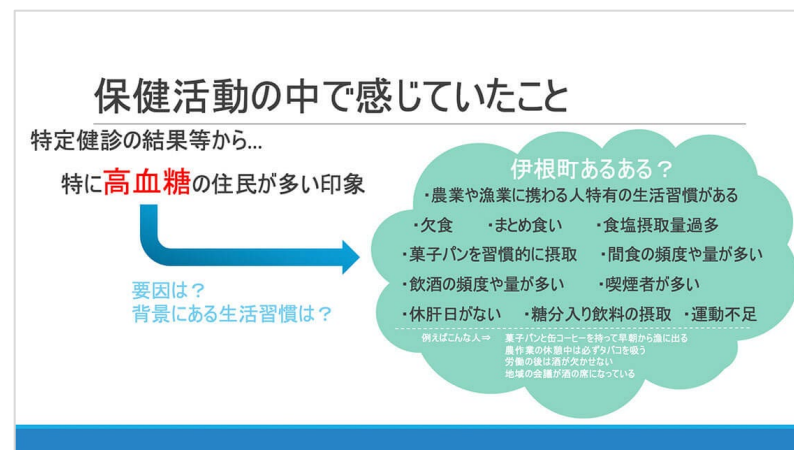 保健活動の中で感じていたこと
特定健診の結果等から…
特に高血糖の住民が多い印象
要因は？
背景にある生活習慣は？
伊根町あるある？
・農業や漁業に携わる人特有の生活習慣がある
・欠食 ・まとめ食い ・食塩摂取量過多
・菓子パンを習慣的に摂取 ・間食の頻度や量が多い
・飲酒の頻度や量が多い ・喫煙者が多い
・休肝日がない ・糖分入り飲料の摂取 ・運動不足
例えばこんな人⇒ 菓子パンと缶コーヒーを持って早朝から漁に出る
農作業の休憩中は必ずタバコを吸う
労働の後は酒が欠かせない
地域の会議が酒の席になっている